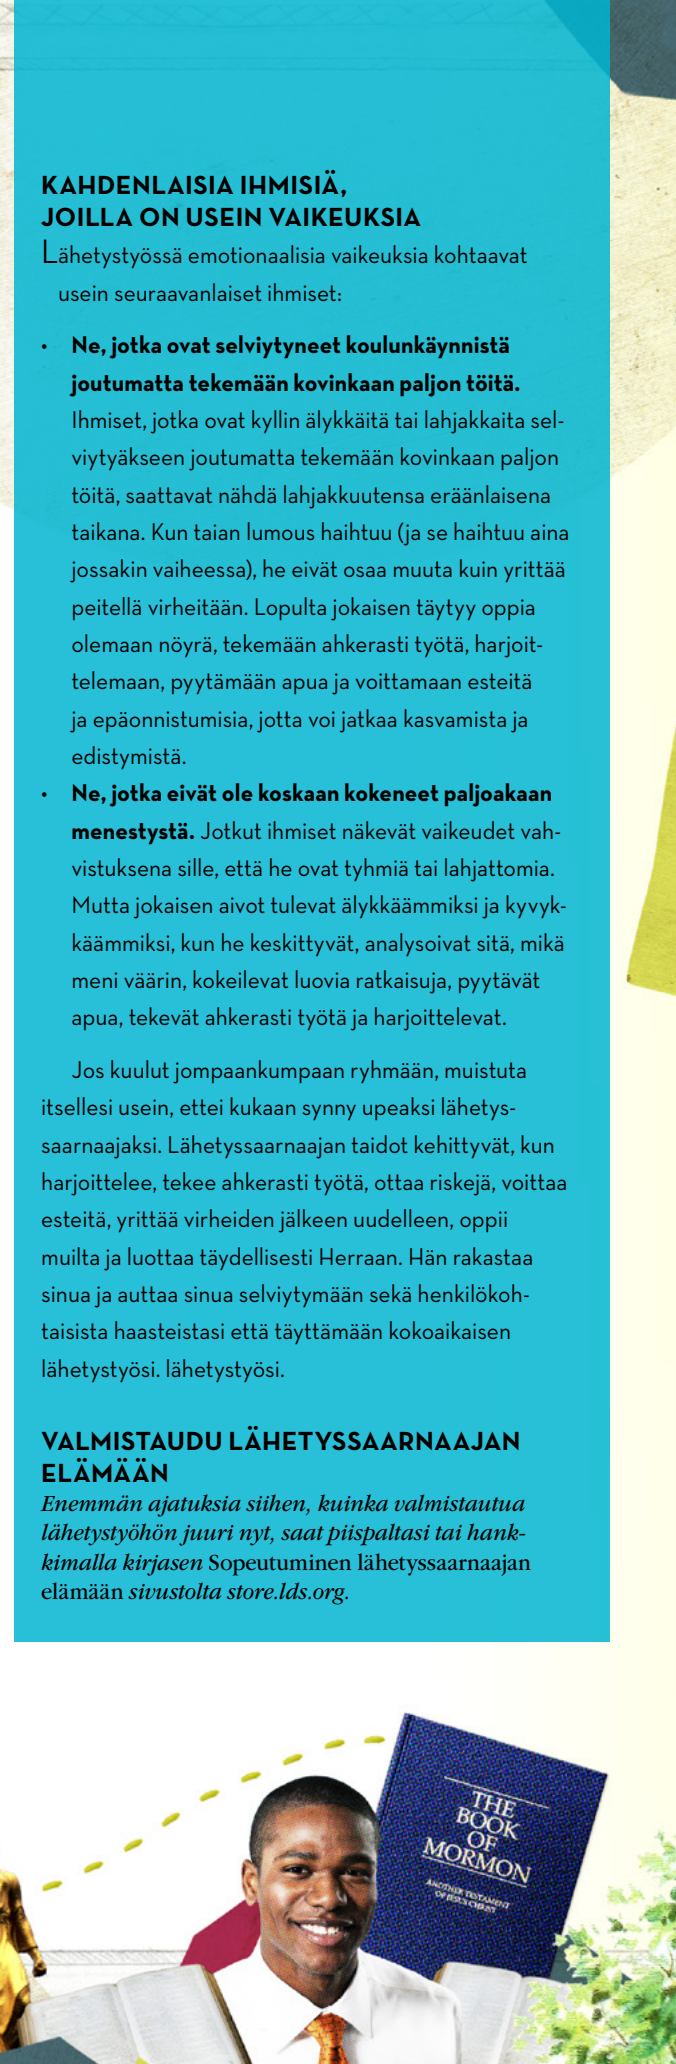 KAHDENLAISIA IHMISIÄ,
JOILLA ON USEIN VAIKEUKSIA
Lähetystyössä emotionaalisia vaikeuksia kohtaavat
usein seuraavanlaiset ihmiset:
• Ne, jotka ovat selviytyneet koulunkäynnistä
joutumatta tekemään kovinkaan paljon töitä.
Ihmiset, jotka ovat kyllin älykkäitä tai lahjakkaita sel-
viytyäkseen joutumatta tekemään kovinkaan paljon
töitä, saattavat nähdä lahjakkuutensa eräänlaisena
taikana. Kun taian lumous haihtuu (ja se haihtuu aina
jossakin vaiheessa), he eivät osaa muuta kuin yrittää
peitellä virheitään. Lopulta jokaisen täytyy oppia
olemaan nöyrä, tekemään ahkerasti työtä, harjoit-
telemaan, pyytämään apua ja voittamaan esteitä
ja epäonnistumisia, jotta voi jatkaa kasvamista ja
edistymistä.
• Ne, jotka eivät ole koskaan kokeneet paljoakaan
menestystä. Jotkut ihmiset näkevät vaikeudet vah-
vistuksena sille, että he ovat tyhmiä tai lahjattomia.
Mutta jokaisen aivot tulevat älykkäämmiksi ja kyvyk-
käämmiksi, kun he keskittyvät, analysoivat sitä, mikä
meni väärin, kokeilevat luovia ratkaisuja, pyytävät
apua, tekevät ahkerasti työtä ja harjoittelevat.
Jos kuulut jompaankumpaan ryhmään, muistuta
itsellesi usein, ettei kukaan synny upeaksi lähetys-
saarnaajaksi. Lähetyssaarnaajan taidot kehittyvät, kun
harjoittelee, tekee ahkerasti työtä, ottaa riskejä, voittaa
esteitä, yrittää virheiden jälkeen uudelleen, oppii
muilta ja luottaa täydellisesti Herraan. Hän rakastaa
sinua ja auttaa sinua selviytymään sekä henkilökoh-
taisista haasteistasi että täyttämään kokoaikaisen
lähetystyösi. lähetystyösi.
VALMISTAUDU LÄHETYSSAARNAAJAN
ELÄMÄÄN
Enemmän ajatuksia siihen, kuinka valmistautua
lähetystyöhön juuri nyt, saat piispaltasi tai hank-
kimalla kirjasen Sopeutuminen lähetyssaarnaajan
elämään sivustolta store.lds.org.
THE
BOOK
OF
MORMON
ANOTHER TESTAMENT
OF JESUS CHRIST